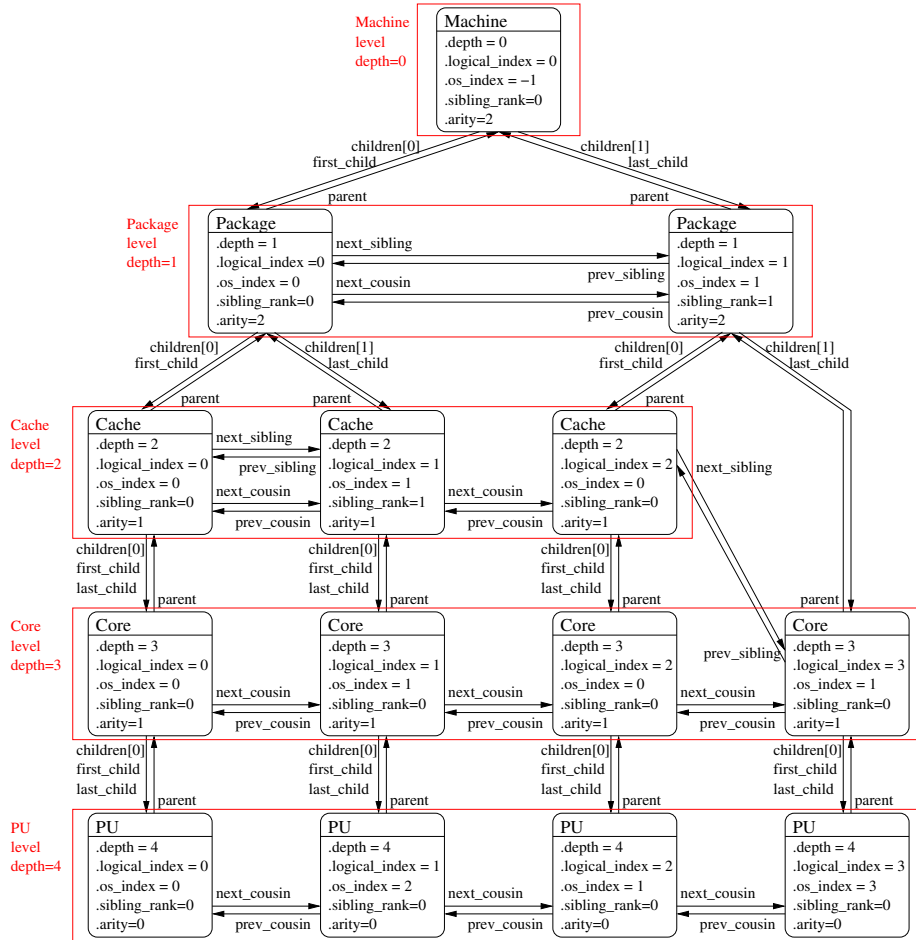 Machine
level
depth=0
Machine
.depth = 0
.logical_index = 0
.os_index = −1
.sibling_rank=0
.arity=2
children[0]
first_child
children[1]
last_child
parent
parent
Package
level
depth=1
Package
.depth = 1
.logical_index =0
.os_index = 0
.sibling_rank=0
.arity=2
next_sibling
prev_sibling
next_cousin
prev_cousin
Package
.depth = 1
.logical_index = 1
.os_index = 1
.sibling_rank=1
.arity=2
children[0]
first_child
children[1]
last_child
children[0]
first_child
children[1]
last_child
parent
parent
parent
Cache
level
depth=2
Cache
.depth = 2
.logical_index = 0
.os_index = 0
.sibling_rank=0
.arity=1
next_sibling
prev_sibling
next_cousin
prev_cousin
Cache
.depth = 2
.logical_index = 1
.os_index = 1
.sibling_rank=1
.arity=1
next_cousin
prev_cousin
Cache
.depth = 2
.logical_index = 2
.os_index = 0
.sibling_rank=0
.arity=1
next_sibling
children[0]
first_child
last_child
parent
children[0]
first_child
last_child
parent
children[0]
first_child
last_child
parent
parent
Core
level
depth=3
Core
.depth = 3
.logical_index = 0
.os_index = 0
.sibling_rank=0
.arity=1
next_cousin
prev_cousin
Core
.depth = 3
.logical_index = 1
.os_index = 1
.sibling_rank=0
.arity=1
next_cousin
prev_cousin
Core
.depth = 3
.logical_index = 2
.os_index = 0
.sibling_rank=0
.arity=1
prev_sibling
next_cousin
prev_cousin
Core
.depth = 3
.logical_index = 3
.os_index = 1
.sibling_rank=0
.arity=1
children[0]
first_child
last_child
parent
children[0]
first_child
last_child
parent
children[0]
first_child
last_child
parent
children[0]
first_child
last_child
parent
PU
level
depth=4
PU
.depth = 4
.logical_index = 0
.os_index = 0
.sibling_rank=0
.arity=0
next_cousin
prev_cousin
PU
.depth = 4
.logical_index = 1
.os_index = 2
.sibling_rank=0
.arity=0
next_cousin
prev_cousin
PU
.depth = 4
.logical_index = 2
.os_index = 1
.sibling_rank=0
.arity=0
next_cousin
prev_cousin
PU
.depth = 4
.logical_index = 3
.os_index = 3
.sibling_rank=0
.arity=0